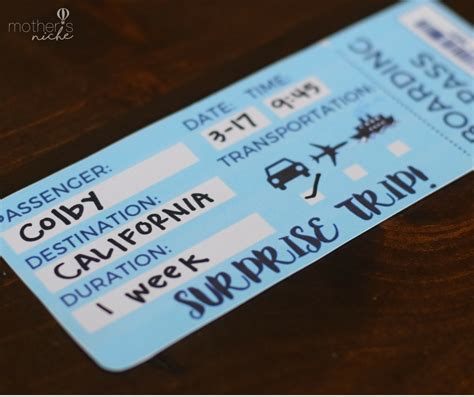 mother's
niche
PASSENGER:
Colby
DATE:
3-17
TIME:
9:45
DESTINATION:
CALIFORNIA
TRANSPORTATION:
DURATION:
1 week
SURPRISE TRIP!
BOARDING
PASS